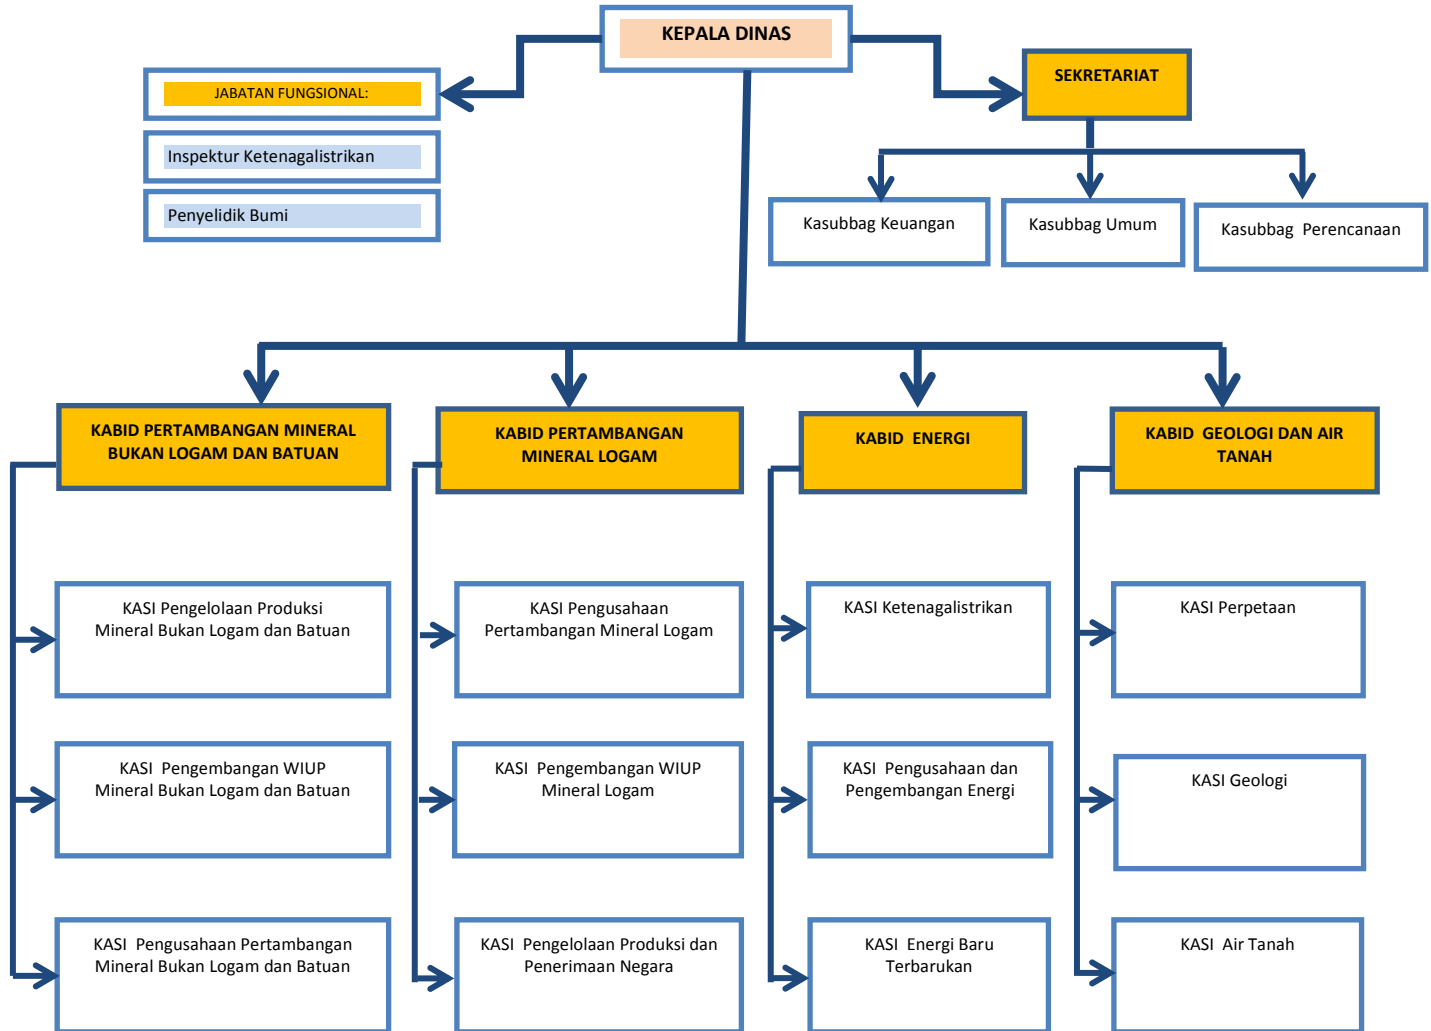 KEPALA DINAS
SEKRETARIAT
JABATAN FUNGSIONAL:
Inspektur Ketenagalistrikan
Penyelidik Bumi
Kasubbag Keuangan
Kasubbag Umum
Kasubbag Perencanaan
KABID PERTAMBANGAN MINERAL
BUKAN LOGAM DAN BATUAN
KABID PERTAMBANGAN
MINERAL LOGAM
KABID ENERGI
KABID GEOLOGI DAN AIR
TANAH
KASI Pengelolaan Produksi
Mineral Bukan Logam dan Batuan
KASI Pengusahaan
Pertambangan Mineral Logam
KASI Ketenagalistrikan
KASI Perpetaan
KASI Pengembangan WIUP
Mineral Bukan Logam dan Batuan
KASI Pengembangan WIUP
Mineral Logam
KASI Pengusahaan dan
Pengembangan Energi
KASI Geologi
KASI Pengusahaan Pertambangan
Mineral Bukan Logam dan Batuan
KASI Pengelolaan Produksi dan
Penerimaan Negara
KASI Energi Baru
Terbarukan
KASI Air Tanah